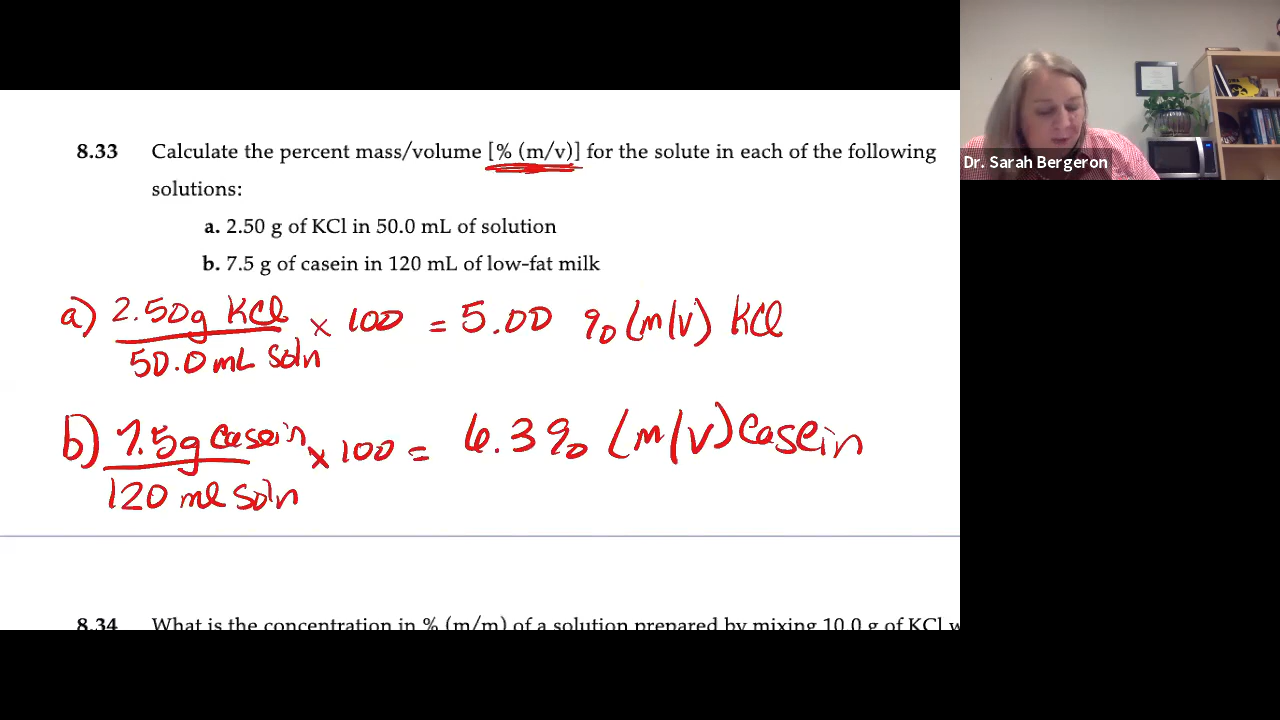 8.33 Calculate the percent mass/volume [% (m/v)] for the solute in each of the following
solutions:
a. 2.50 g of KCl in 50.0 mL of solution
b. 7.5 g of casein in 120 mL of low-fat milk
a) 2.50g KCl
50.0 mL soln
× 100 = 5.00 % (m/v) KCl
b) 7.5g casein
120 ml soln
× 100 = 6.3% (m/v) casein
8.34 What is the concentration in % (m/m) of a solution prepared by mixing 10.0 g of KCl w
Dr. Sarah Bergeron